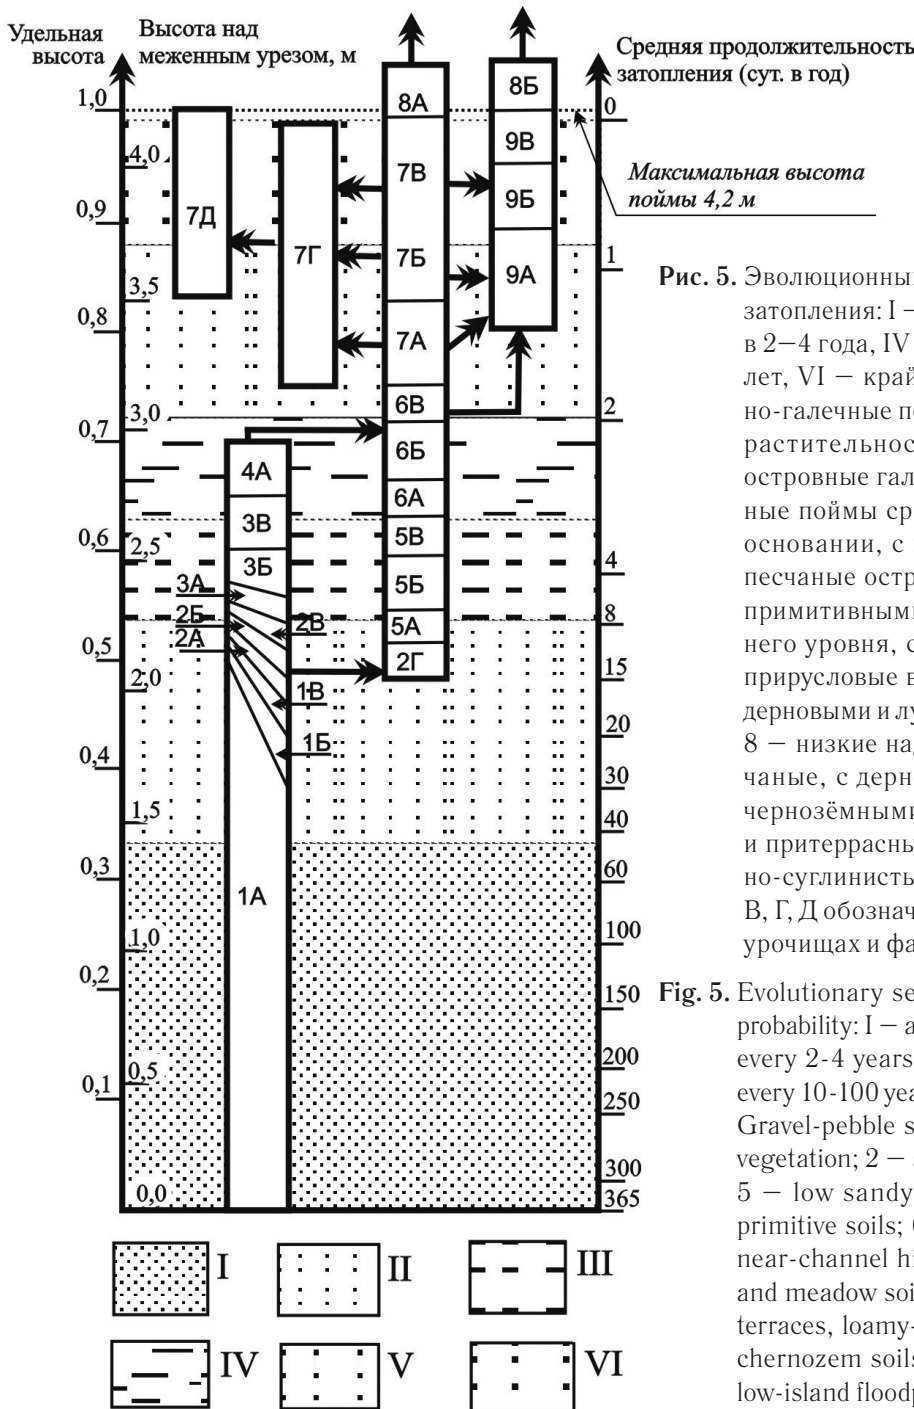 Удельная
высота
Высота над
меженным урезом, м
Средняя продолжительность
затопления (сут. в год)
Максимальная высота
поймы 4,2 м
1,0
0,9
0,8
0,7
0,6
0,5
0,4
0,3
0,2
0,1
4,0
3,5
3,0
2,5
2,0
1,5
1,0
0,5
0,0
7Д
7Г
8А
7В
7Б
7А
6В
6Б
6А
5В
5Б
5А
2Г
8Б
9В
9Б
9А
4А
3В
3Б
3А
2Б
2А
2В
1В
1Б
1А
0
1
2
4
8
15
20
30
40
60
100
150
200
250
300
365
I
II
III
IV
V
VI
Рис. 5. Эволюционны
затопления: I –
в 2–4 года, IV
лет, VI – край
но-галечные по
растительнос
островные гал
ные поймы ср
основании, с
песчаные остр
примитивными
него уровня, с
прирусловые в
дерновыми и лу
8 – низкие над
чаные, с дерн
чернозёмными
и притеррасны
но-суглинисть
В, Г, Д обознач
урочищах и фа
Fig. 5. Evolutionary se
probability: I – a
every 2-4 years
every 10-100 yea
Gravel-pebble s
vegetation; 2 –
5 – low sandy
primitive soils;
near-channel hi
and meadow soi
terraces, loamy-
chernozem soils
low-island floodp